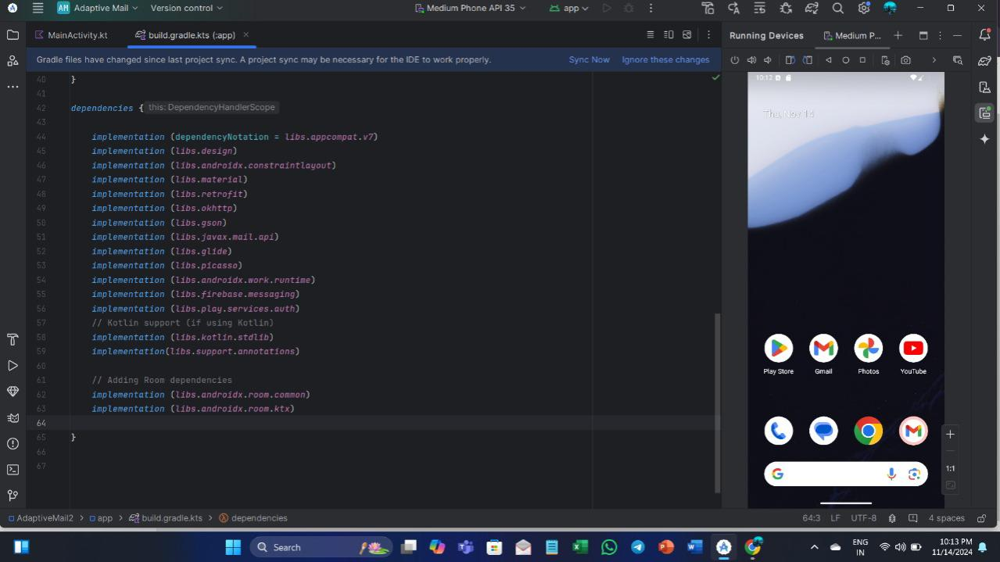 AM Adaptive Mail Version control Medium Phone API 35 app
MainActivity.kt build.gradle.kts (:app) Running Devices Medium P...
Gradle files have changed since last project sync. A project sync may be necessary for the IDE to work properly. Sync Now Ignore these changes
40 }
41
42 dependencies { this: DependencyHandlerScope
43
44 implementation (dependencyNotation = libs.appcompat.v7)
45 implementation (libs.design)
46 implementation (libs.androidx.constraintlayout)
47 implementation (libs.material)
48 implementation (libs.retrofit)
49 implementation (libs.okhttp)
50 implementation (libs.gson)
51 implementation (libs.javax.mail.api)
52 implementation (libs.glide)
53 implementation (libs.picasso)
54 implementation (libs.androidx.work.runtime)
55 implementation (libs.firebase.messaging)
56 implementation (libs.play.services.auth)
57 // Kotlin support (if using Kotlin)
58 implementation (libs.kotlin.stdlib)
59 implementation(libs.support.annotations)
60
61 // Adding Room dependencies
62 implementation (libs.androidx.room.common)
63 implementation (libs.androidx.room.ktx)
64
65 }
66
67
10:12
Thu, Nov 14
Play Store Gmail Photos YouTube
1:1
AdaptiveMail2 > app > build.gradle.kts > dependencies 64:3 LF UTF-8 4 spaces
Search ENG IN 10:13 PM 11/14/2024